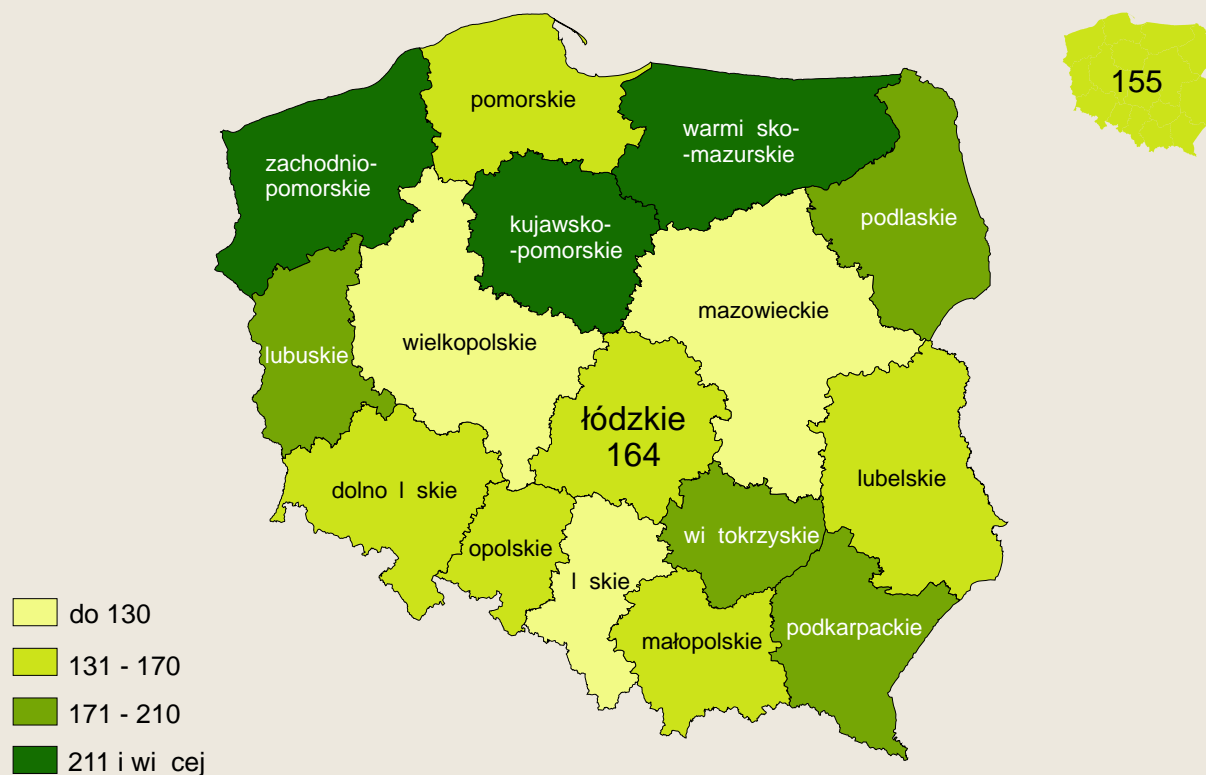 155
pomorskie
warmi sko-
-mazurskie
zachodnio-
pomorskie
podlaskie
kujawsko-
-pomorskie
mazowieckie
wielkopolskie
lubuskie
łódzkie
164
lubelskie
dolno l skie
wi tokrzyskie
opolskie
l skie
podkarpackie
małopolskie
do 130
131 - 170
171 - 210
211 i wi cej